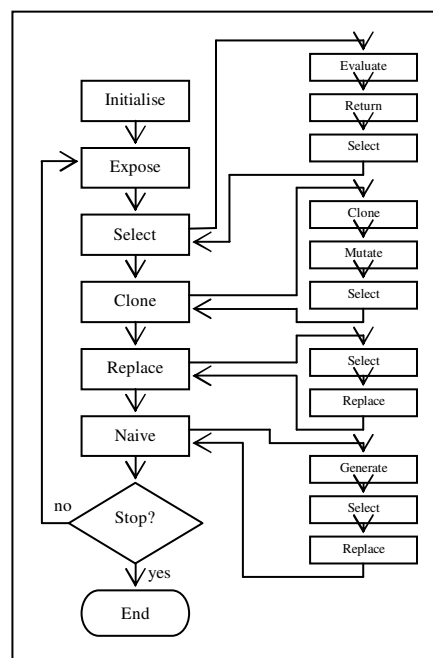 Initialise
Expose
Select
Clone
Replace
Naive
no
Stop?
yes
End
Evaluate
Return
Select
Clone
Mutate
Select
Select
Replace
Generate
Select
Replace